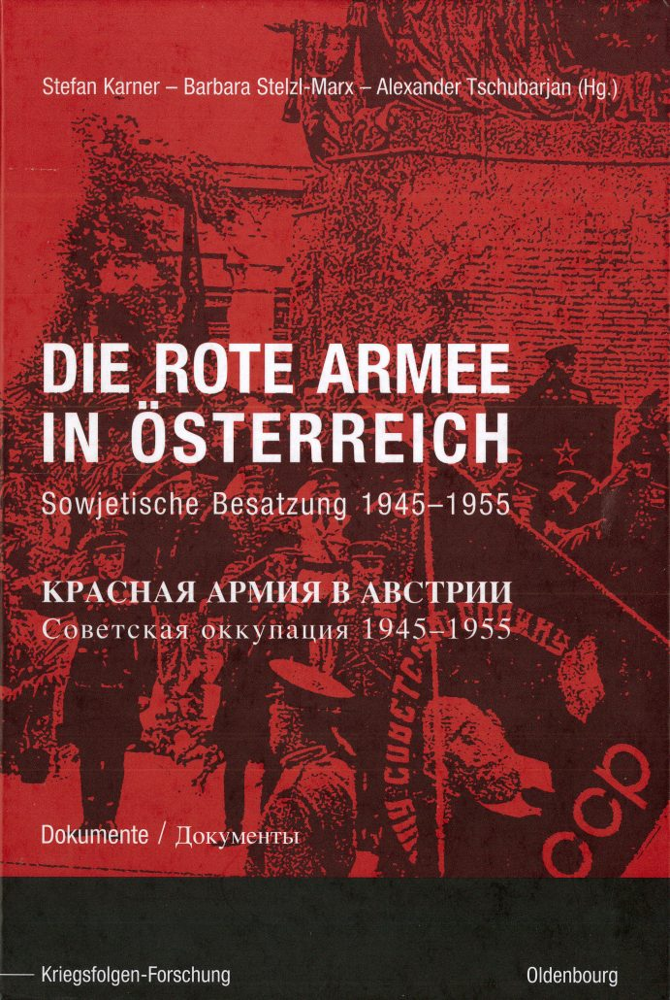 Stefan Karner – Barbara Stelzl-Marx – Alexander Tschubarjan (Hg.)
DIE ROTE ARMEE
IN ÖSTERREICH
Sowjetische Besatzung 1945–1955
КРАСНАЯ АРМИЯ В АВСТРИИ
Советская оккупация 1945–1955
ССР
Dokumente / Документы
Kriegsfolgen-Forschung
Oldenbourg